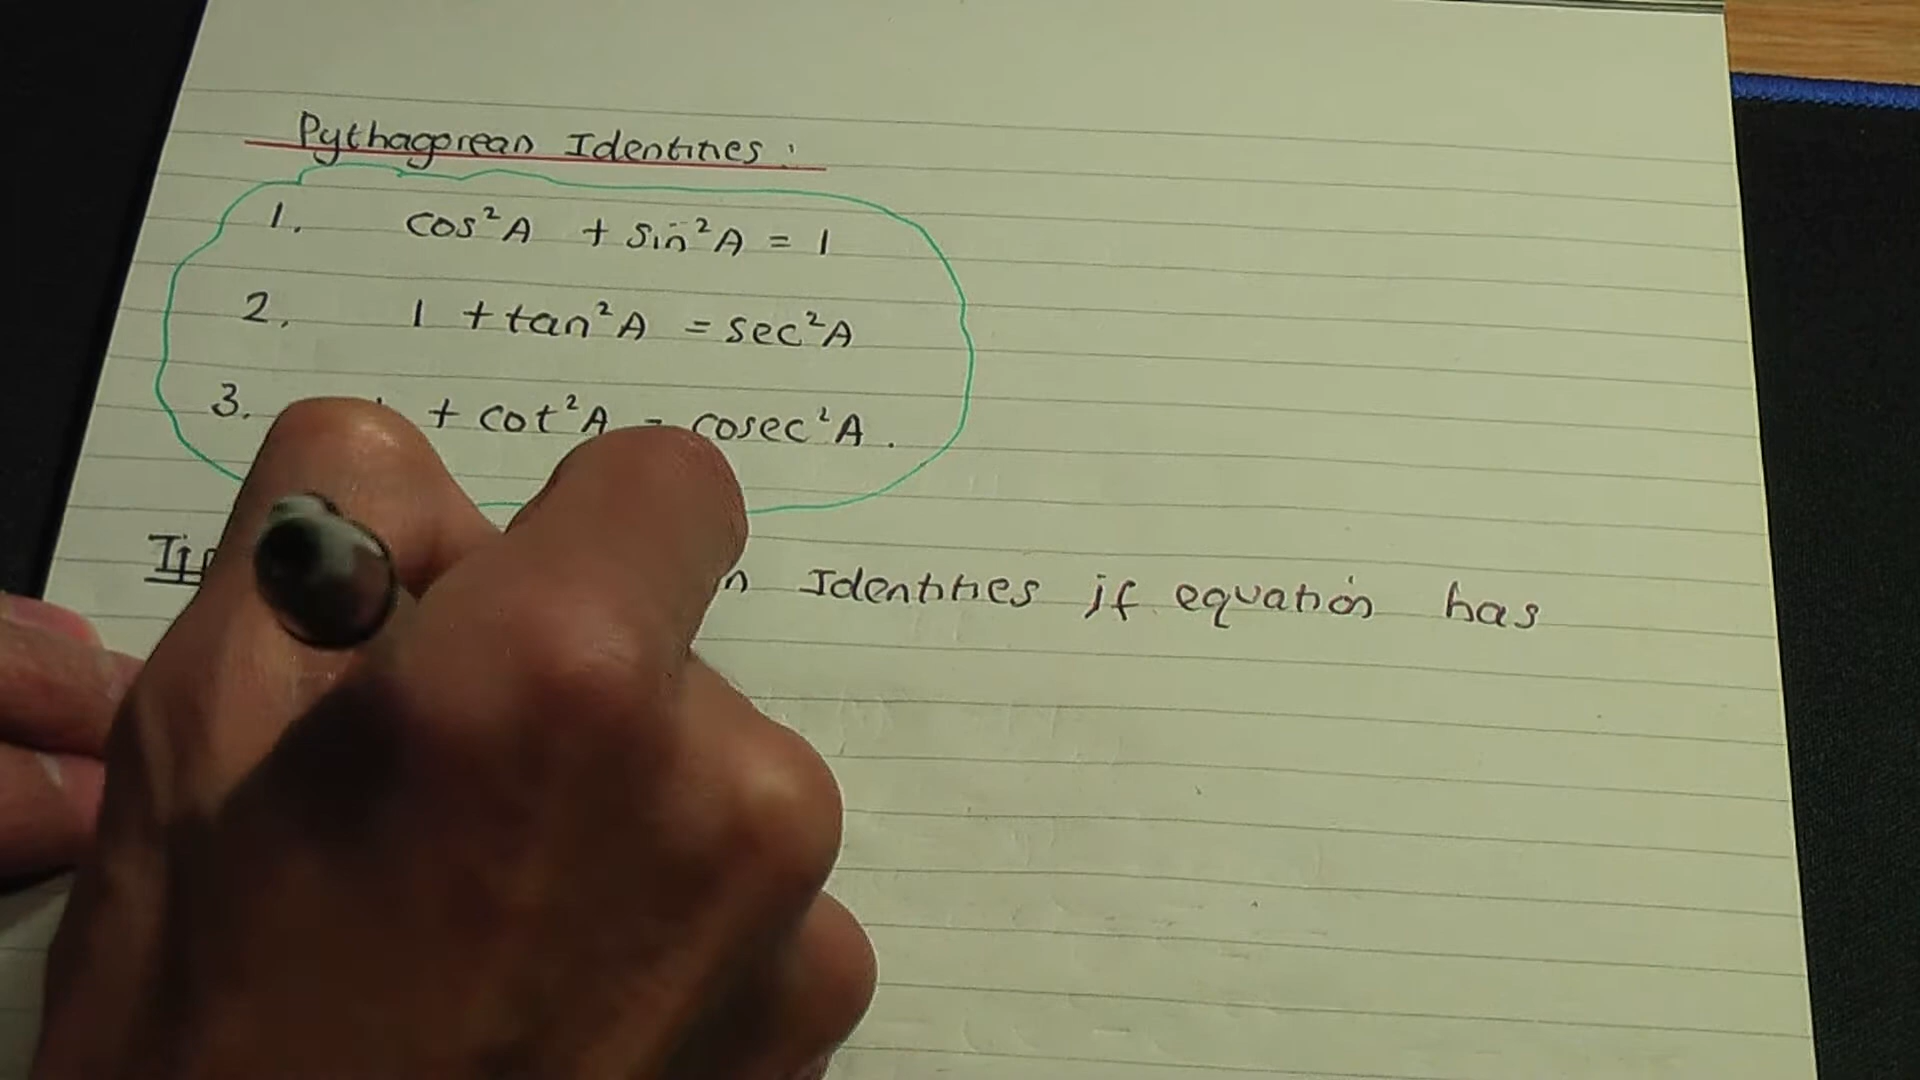 Pythagorean Identities :
1. cos²A + sin²A = 1
2. 1 + tan²A = sec²A
3. + cot²A = cosec²A .
Identities if equation has